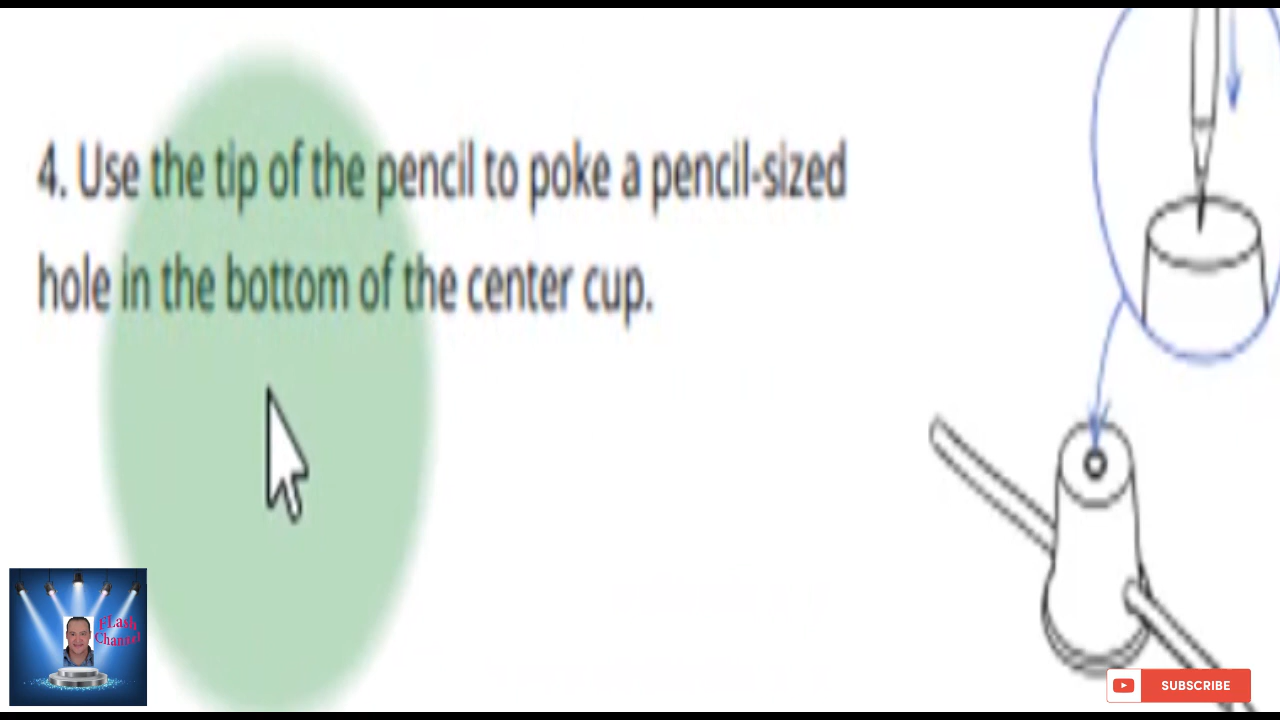 4. Use the tip of the pencil to poke a pencil-sized
hole in the bottom of the center cup.
FLash
Channel
SUBSCRIBE